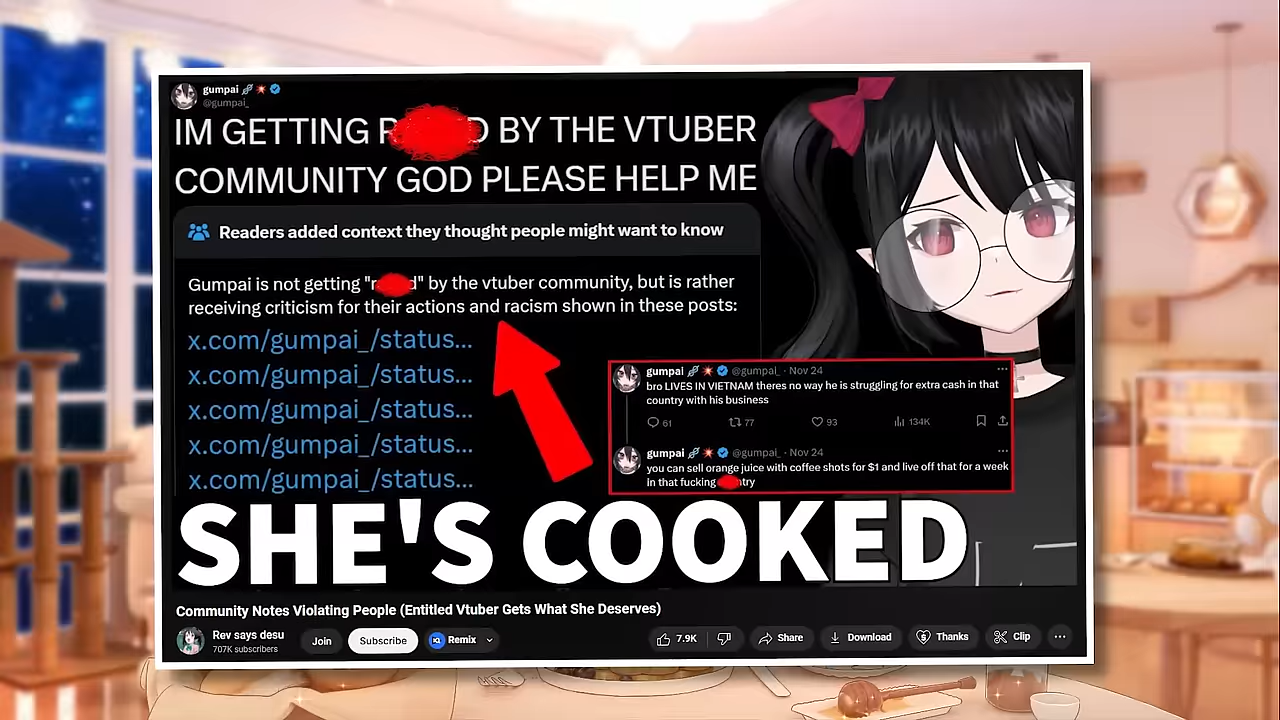 gumpai
@gumpai_
IM GETTING R D BY THE VTUBER
COMMUNITY GOD PLEASE HELP ME
Readers added context they thought people might want to know
Gumpai is not getting "r d" by the vtuber community, but is rather
receiving criticism for their actions and racism shown in these posts:
x.com/gumpai_/status...
x.com/gumpai_/status...
x.com/gumpai_/status...
x.com/gumpai_/status...
x.com/gumpai_/status...
gumpai @gumpai_ · Nov 24
bro LIVES IN VIETNAM theres no way he is struggling for extra cash in that
country with his business
61 77 93 134K
gumpai @gumpai_ · Nov 24
you can sell orange juice with coffee shots for $1 and live off that for a week
in that fucking ntry
SHE'S COOKED
Community Notes Violating People (Entitled Vtuber Gets What She Deserves)
Rev says desu
707K subscribers
Join Subscribe Remix 7.9K Share Download Thanks Clip